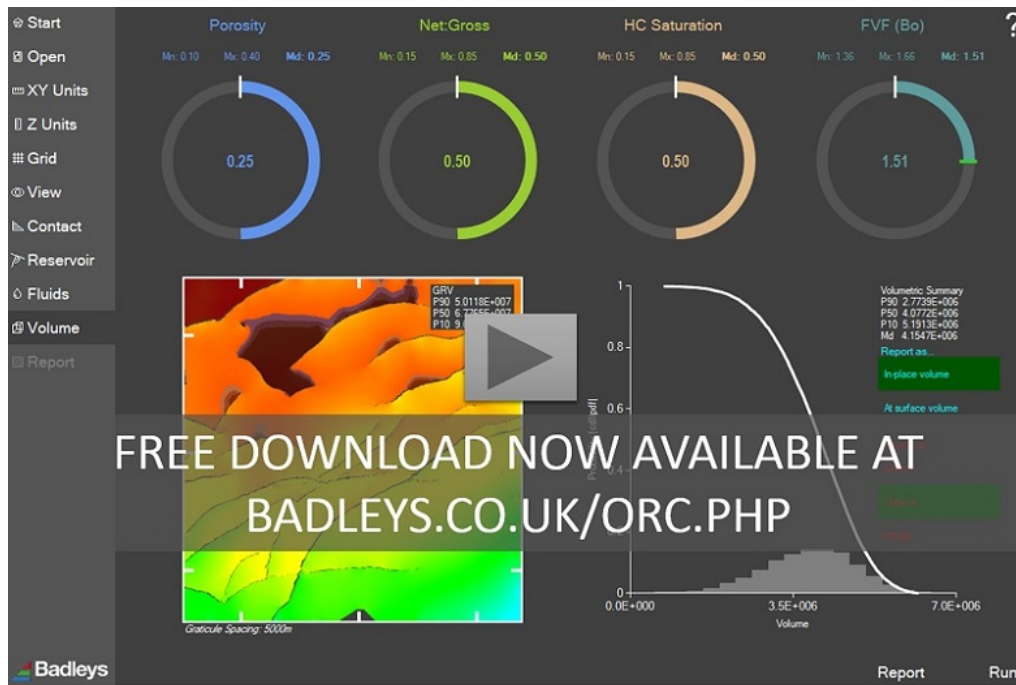 Start
Open
XY Units
Z Units
Grid
View
Contact
Reservoir
Fluids
Volume
Report
Badleys
?
Porosity
Mn: 0.10 Mx: 0.40 Md: 0.25
0.25
Net:Gross
Mn: 0.15 Mx: 0.85 Md: 0.50
0.50
HC Saturation
Mn: 0.15 Mx: 0.85 Md: 0.50
0.50
FVF (Bo)
Mn: 1.36 Mx: 1.66 Md: 1.51
1.51
GRV
P90 5.0118E+007
P50
P10
Graticule Spacing: 5000m
1
0.8
0.6
0.4
0.2
0
0.0E+000 3.5E+006 7.0E+006
Volume
Volumetric Summary
P90 2.7739E+006
P50 4.0772E+006
P10 5.1913E+006
Md 4.1547E+006
Report as...
In-place volume
At surface volume
FREE DOWNLOAD NOW AVAILABLE AT
BADLEYS.CO.UK/ORC.PHP
Report Run